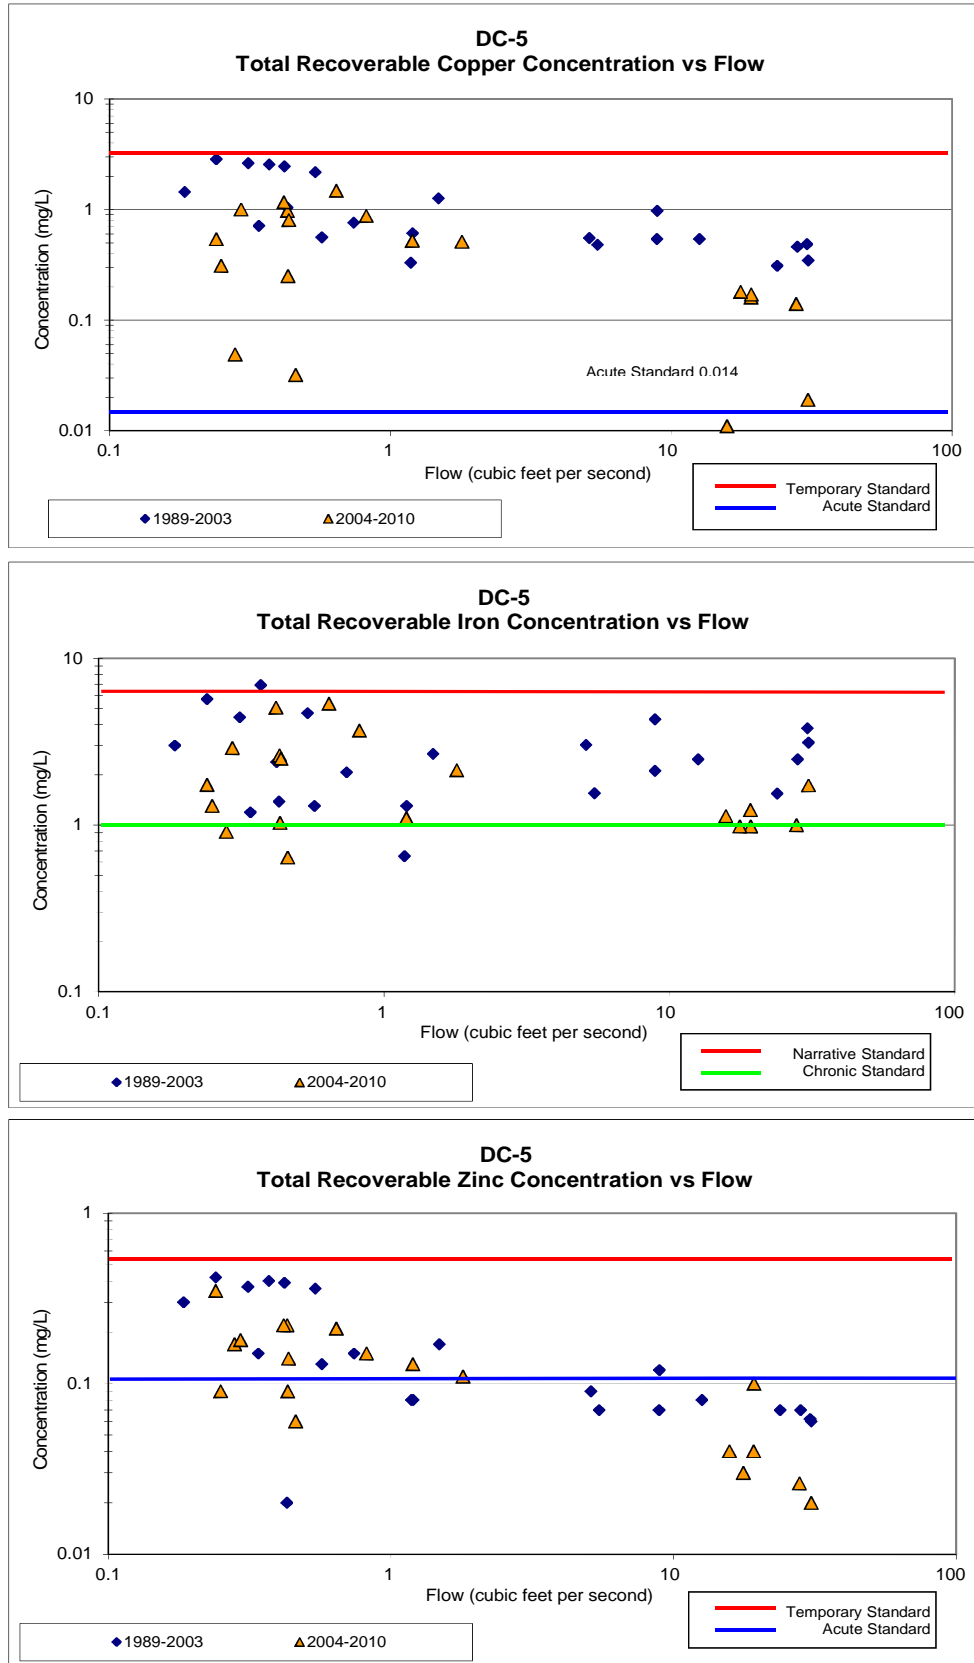 DC-5
Total Recoverable Copper Concentration vs Flow
10
1
0.1
0.01
Concentration (mg/L)
Acute Standard 0.014
0.1 1 10 100
Flow (cubic feet per second)
Temporary Standard
Acute Standard
1989-2003 2004-2010
DC-5
Total Recoverable Iron Concentration vs Flow
10
1
0.1
Concentration (mg/L)
0.1 1 10 100
Flow (cubic feet per second)
Narrative Standard
Chronic Standard
1989-2003 2004-2010
DC-5
Total Recoverable Zinc Concentration vs Flow
1
0.1
0.01
Concentration (mg/L)
0.1 1 10 100
Flow (cubic feet per second)
Temporary Standard
Acute Standard
1989-2003 2004-2010